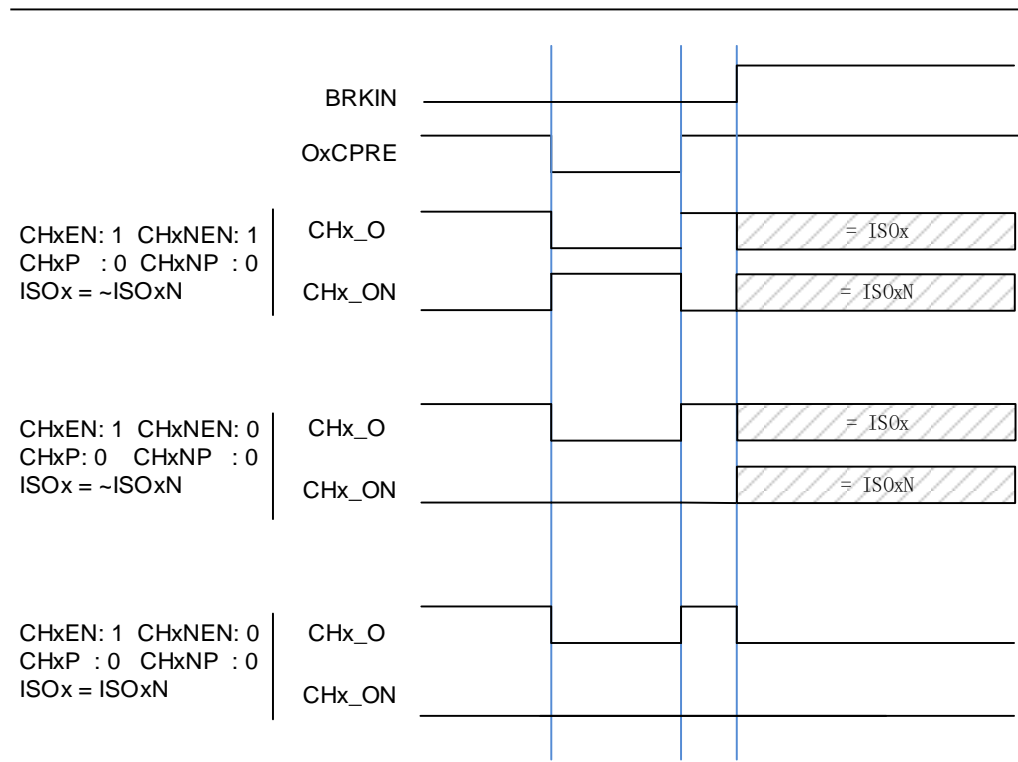 BRKIN
OxCPRE
CHxEN: 1 CHxNEN: 1
CHxP : 0 CHxNP : 0
ISOx = ~ISOxN
CHx_O
= ISOx
CHx_ON
= ISOxN
CHxEN: 1 CHxNEN: 0
CHxP: 0 CHxNP : 0
ISOx = ~ISOxN
CHx_O
= ISOx
CHx_ON
= ISOxN
CHxEN: 1 CHxNEN: 0
CHxP : 0 CHxNP : 0
ISOx = ISOxN
CHx_O
CHx_ON